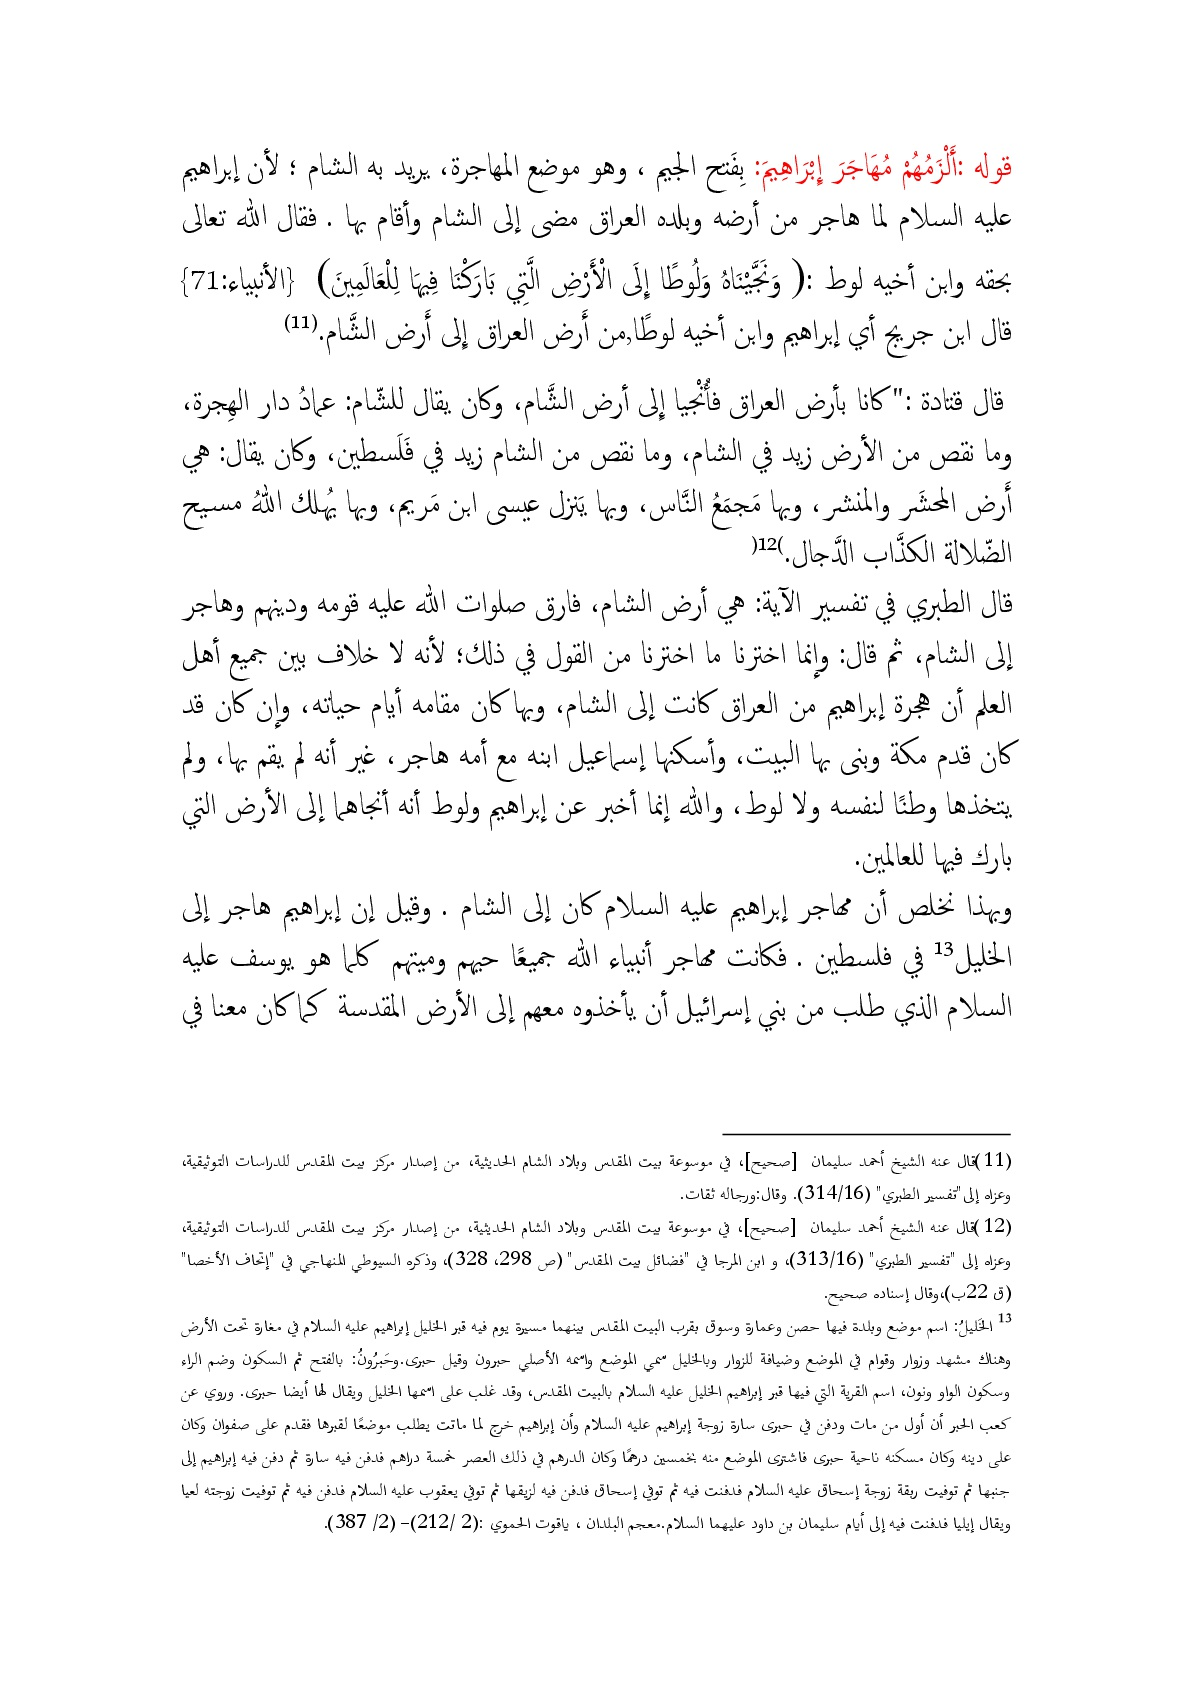 قوله :أَلْزَمُهُمْ مُهَاجَرَ إِبْرَاهِيمَ: بِفَتح الجيم ، وهو موضع المهاجرة، يريد به الشام ؛ لأن إبراهيم
عليه السلام لما هاجر من أرضه وبلده العراق مضى إلى الشام وأقام بها . فقال الله تعالى
بحقه وابن أخيه لوط :( وَنَجَّيْنَاهُ وَلُوطًا إِلَى الْأَرْضِ الَّتِي بَارَكْنَا فِيهَا لِلْعَالَمِينَ) {الأنبياء:71}
قال ابن جريج أي إبراهيم وابن أخيه لوطًا,من أَرض العراق إِلى أَرض الشَّام.(11)
قال قتادة :"كانا بأرض العراق فأُنْجيا إِلى أرض الشَّام، وكان يقال للشّام: عمادُ دار الهِجرة،
وما نقص من الأرض زيد في الشام، وما نقص من الشام زيد في فَلَسطين، وكان يقال: هي
أَرض المحشَر والمنشر، وبها مَجمَعُ النَّاس، وبها يَنزل عيسى ابن مَريم، وبها يُهلك اللهُ مسيح
الضّلالة الكذَّاب الدَّجال.)12(
قال الطبري في تفسير الآية: هي أرض الشام، فارق صلوات الله عليه قومه ودينهم وهاجر
إلى الشام، ثم قال: وإنما اخترنا ما اخترنا من القول في ذلك؛ لأنه لا خلاف بين جميع أهل
العلم أن هجرة إبراهيم من العراق كانت إلى الشام، وبها كان مقامه أيام حياته، وإن كان قد
كان قدم مكة وبنى بها البيت، وأسكنها إسماعيل ابنه مع أمه هاجر، غير أنه لم يقم بها، ولم
يتخذها وطنًا لنفسه ولا لوط، والله إنما أخبر عن إبراهيم ولوط أنه أنجاهما إلى الأرض التي
بارك فيها للعالمين.
وبهذا نخلص أن مهاجر إبراهيم عليه السلام كان إلى الشام . وقيل إن إبراهيم هاجر إلى
الخليل13 في فلسطين . فكانت مهاجر أنبياء الله جميعًا حيهم وميتهم كلما هو يوسف عليه
السلام الذي طلب من بني إسرائيل أن يأخذوه معهم إلى الأرض المقدسة كما كان معنا في
(11)قال عنه الشيخ أحمد سليمان [صحيح]، في موسوعة بيت المقدس وبلاد الشام الحديثية، من إصدار مركز بيت المقدس للدراسات التوثيقية،
وعزاه إلى"تفسير الطبري" (314/16). وقال:ورجاله ثقات.
(12)قال عنه الشيخ أحمد سليمان [صحيح]، في موسوعة بيت المقدس وبلاد الشام الحديثية، من إصدار مركز بيت المقدس للدراسات التوثيقية،
وعزاه إلى "تفسير الطبري" (313/16)، و ابن المرجا في "فضائل بيت المقدس" (ص 298، 328)، وذكره السيوطي المنهاجي في "إتحاف الأخصا"
(ق 22ب)،وقال إسناده صحيح.
13 الخَليلُ: اسم موضع وبلدة فيها حصن وعمارة وسوق بقرب البيت المقدس بينهما مسيرة يوم فيه قبر الخليل إبراهيم عليه السلام في مغارة تحت الأرض
وهناك مشهد وزوار وقوام في الموضع وضيافة للزوار وبالخليل سمي الموضع واسمه الأصلي حبرون وقيل حبرى.وحَبرُونُ: بالفتح ثم السكون وضم الراء
وسكون الواو ونون، اسم القرية التي فيها قبر إبراهيم الخليل عليه السلام بالبيت المقدس، وقد غلب على اسمها الخليل ويقال لها أيضا حبرى. وروي عن
كعب الحبر أن أول من مات ودفن في حبرى سارة زوجة إبراهيم عليه السلام وأن إبراهيم خرج لما ماتت يطلب موضعًا لقبرها فقدم على صفوان وكان
على دينه وكان مسكنه ناحية حبرى فاشترى الموضع منه بخمسين درهمًا وكان الدرهم في ذلك العصر خمسة دراهم فدفن فيه سارة ثم دفن فيه إبراهيم إلى
جنبها ثم توفيت ربقة زوجة إسحاق عليه السلام فدفنت فيه ثم توفي إسحاق فدفن فيه لزيقها ثم توفي يعقوب عليه السلام فدفن فيه ثم توفيت زوجته لعيا
ويقال إيليا فدفنت فيه إلى أيام سليمان بن داود عليهما السلام.معجم البلدان ، ياقوت الحموي :(2 /212)- (2/ 387).